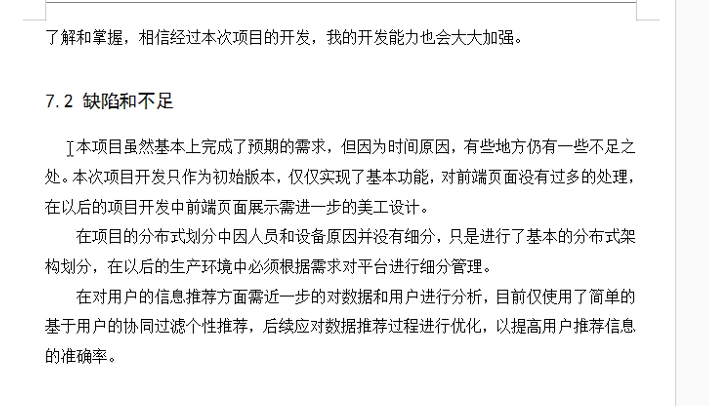 了解和掌握，相信经过本次项目的开发，我的开发能力也会大大加强。
7.2 缺陷和不足
本项目虽然基本上完成了预期的需求，但因为时间原因，有些地方仍有一些不足之
处。本次项目开发只作为初始版本，仅仅实现了基本功能，对前端页面没有过多的处理，
在以后的项目开发中前端页面展示需进一步的美工设计。
在项目的分布式划分中因人员和设备原因并没有细分，只是进行了基本的分布式架
构划分，在以后的生产环境中必须根据需求对平台进行细分管理。
在对用户的信息推荐方面需近一步的对数据和用户进行分析，目前仅使用了简单的
基于用户的协同过滤个性推荐，后续应对数据推荐过程进行优化，以提高用户推荐信息
的准确率。